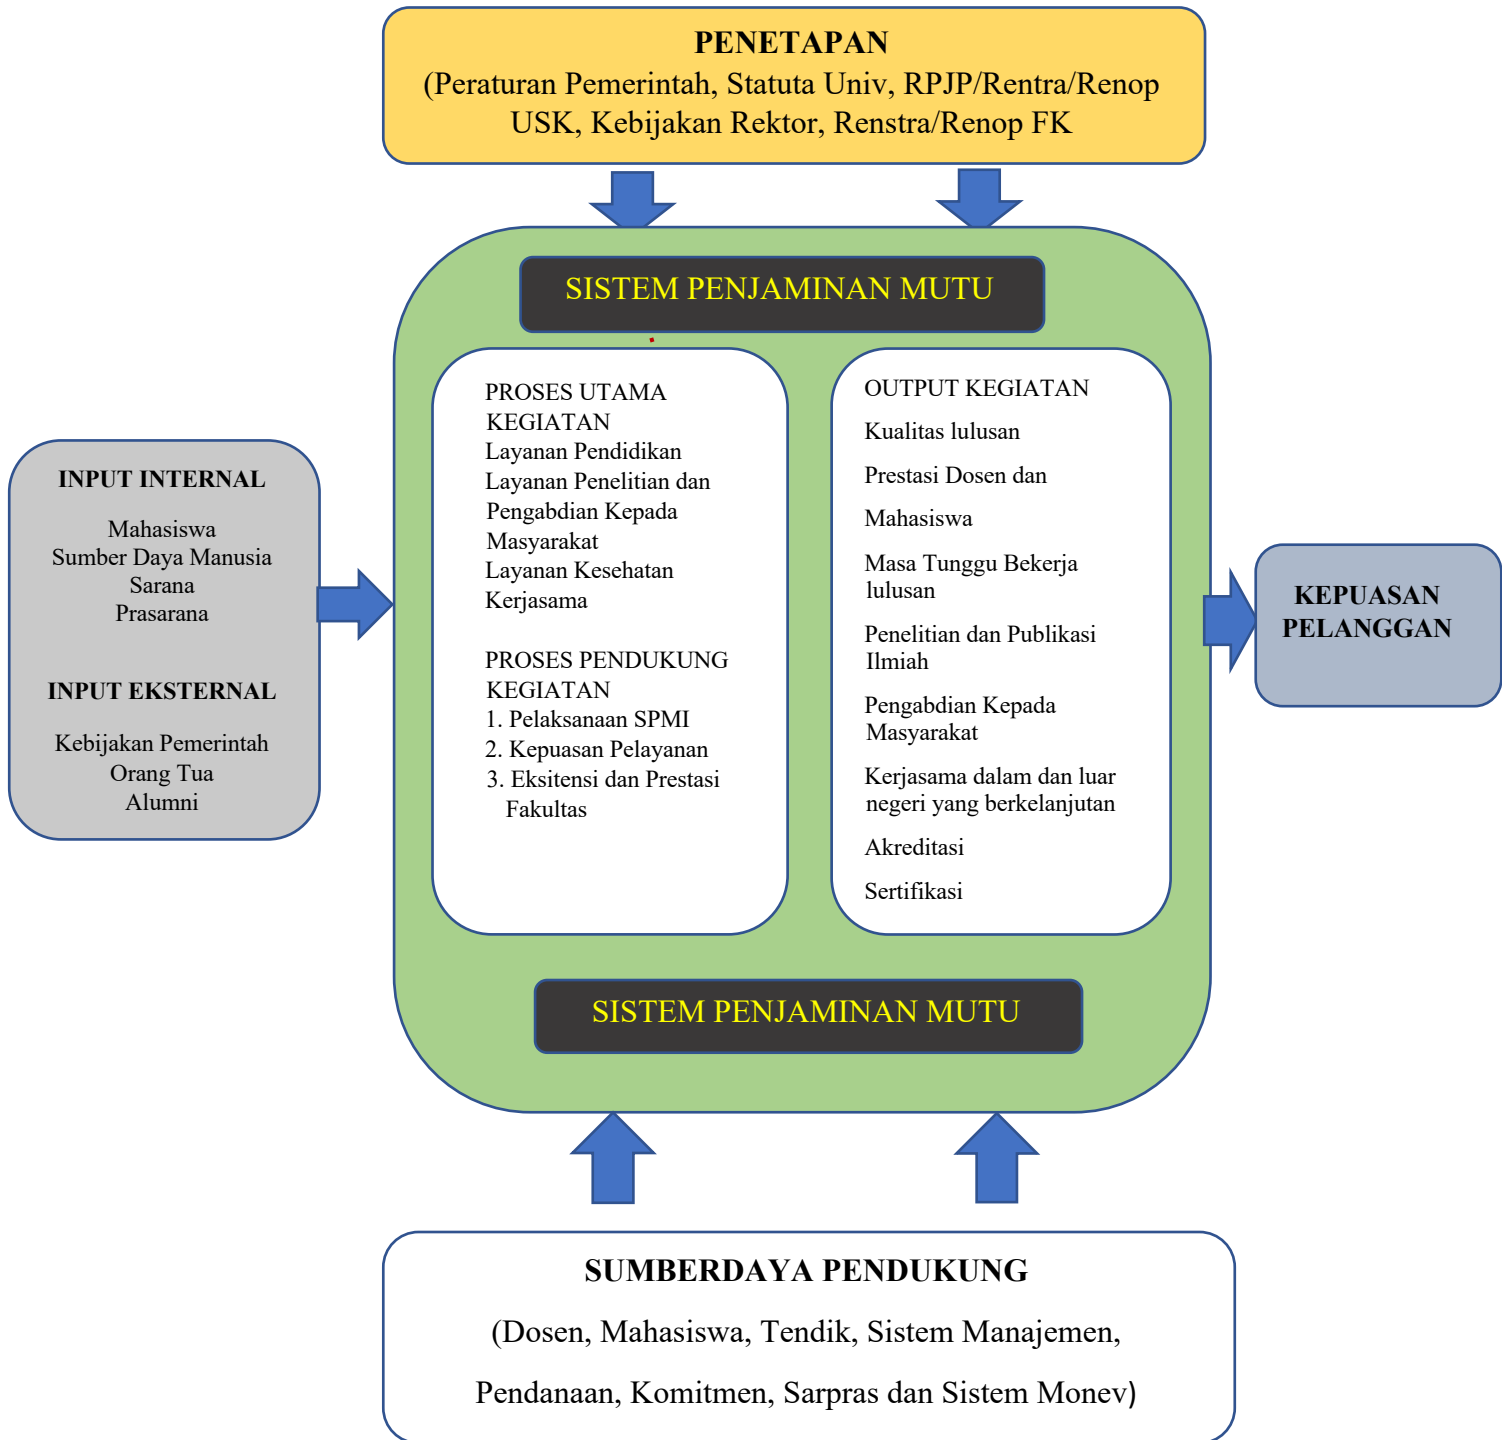 PENETAPAN
(Peraturan Pemerintah, Statuta Univ, RPJP/Rentra/Renop
USK, Kebijakan Rektor, Renstra/Renop FK
SISTEM PENJAMINAN MUTU
INPUT INTERNAL
Mahasiswa
Sumber Daya Manusia
Sarana
Prasarana
INPUT EKSTERNAL
Kebijakan Pemerintah
Orang Tua
Alumni
PROSES UTAMA
KEGIATAN
Layanan Pendidikan
Layanan Penelitian dan
Pengabdian Kepada
Masyarakat
Layanan Kesehatan
Kerjasama
PROSES PENDUKUNG
KEGIATAN
1. Pelaksanaan SPMI
2. Kepuasan Pelayanan
3. Eksitensi dan Prestasi
Fakultas
OUTPUT KEGIATAN
Kualitas lulusan
Prestasi Dosen dan
Mahasiswa
Masa Tunggu Bekerja
lulusan
Penelitian dan Publikasi
Ilmiah
Pengabdian Kepada
Masyarakat
Kerjasama dalam dan luar
negeri yang berkelanjutan
Akreditasi
Sertifikasi
KEPUASAN
PELANGGAN
SISTEM PENJAMINAN MUTU
SUMBERDAYA PENDUKUNG
(Dosen, Mahasiswa, Tendik, Sistem Manajemen,
Pendanaan, Komitmen, Sarpras dan Sistem Monev)